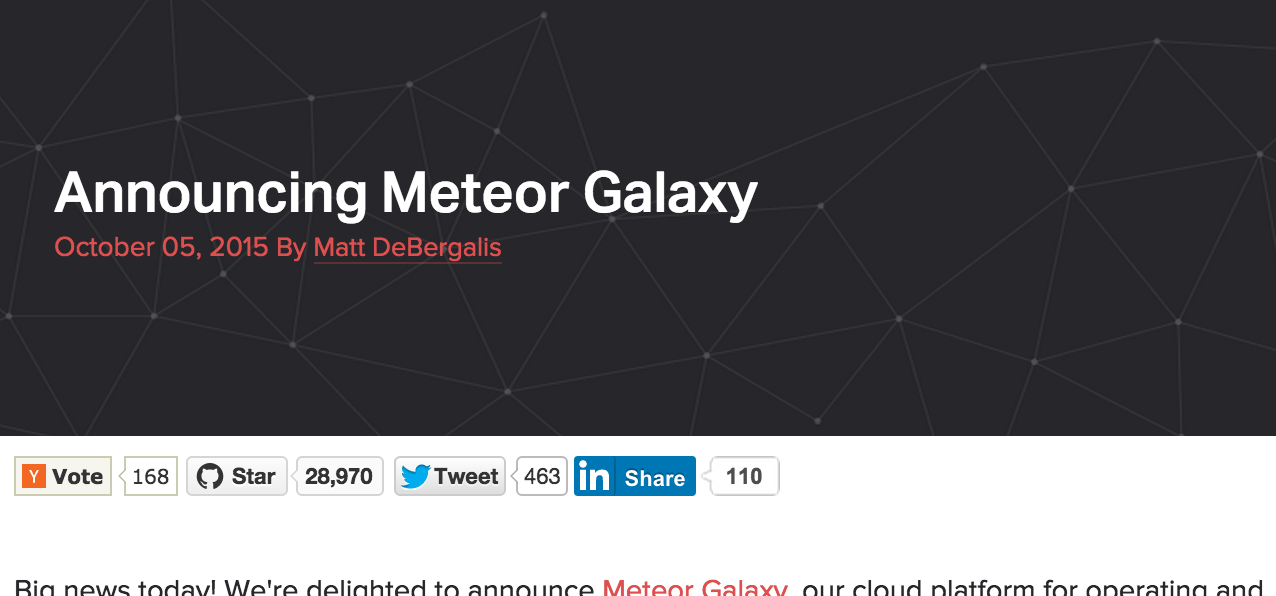 Announcing Meteor Galaxy
October 05, 2015 By Matt DeBergalis
Y Vote 168 Star 28,970 Tweet 463 in Share 110
Big news today! We're delighted to announce Meteor Galaxy, our cloud platform for operating and